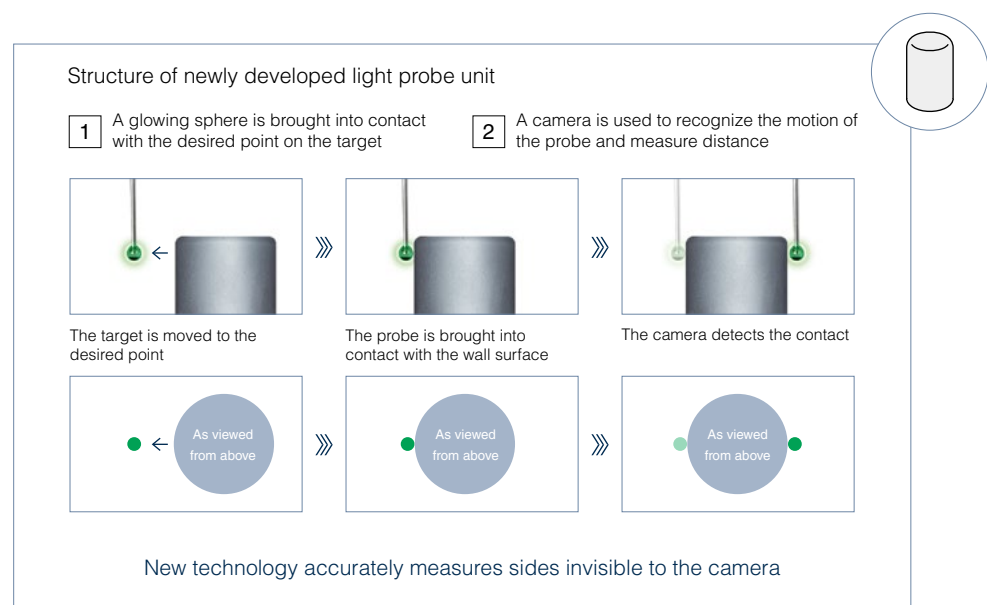 Structure of newly developed light probe unit
1
A glowing sphere is brought into contact
with the desired point on the target
2
A camera is used to recognize the motion of
the probe and measure distance
The target is moved to the
desired point
The probe is brought into
contact with the wall surface
The camera detects the contact
As viewed
from above
As viewed
from above
As viewed
from above
New technology accurately measures sides invisible to the camera